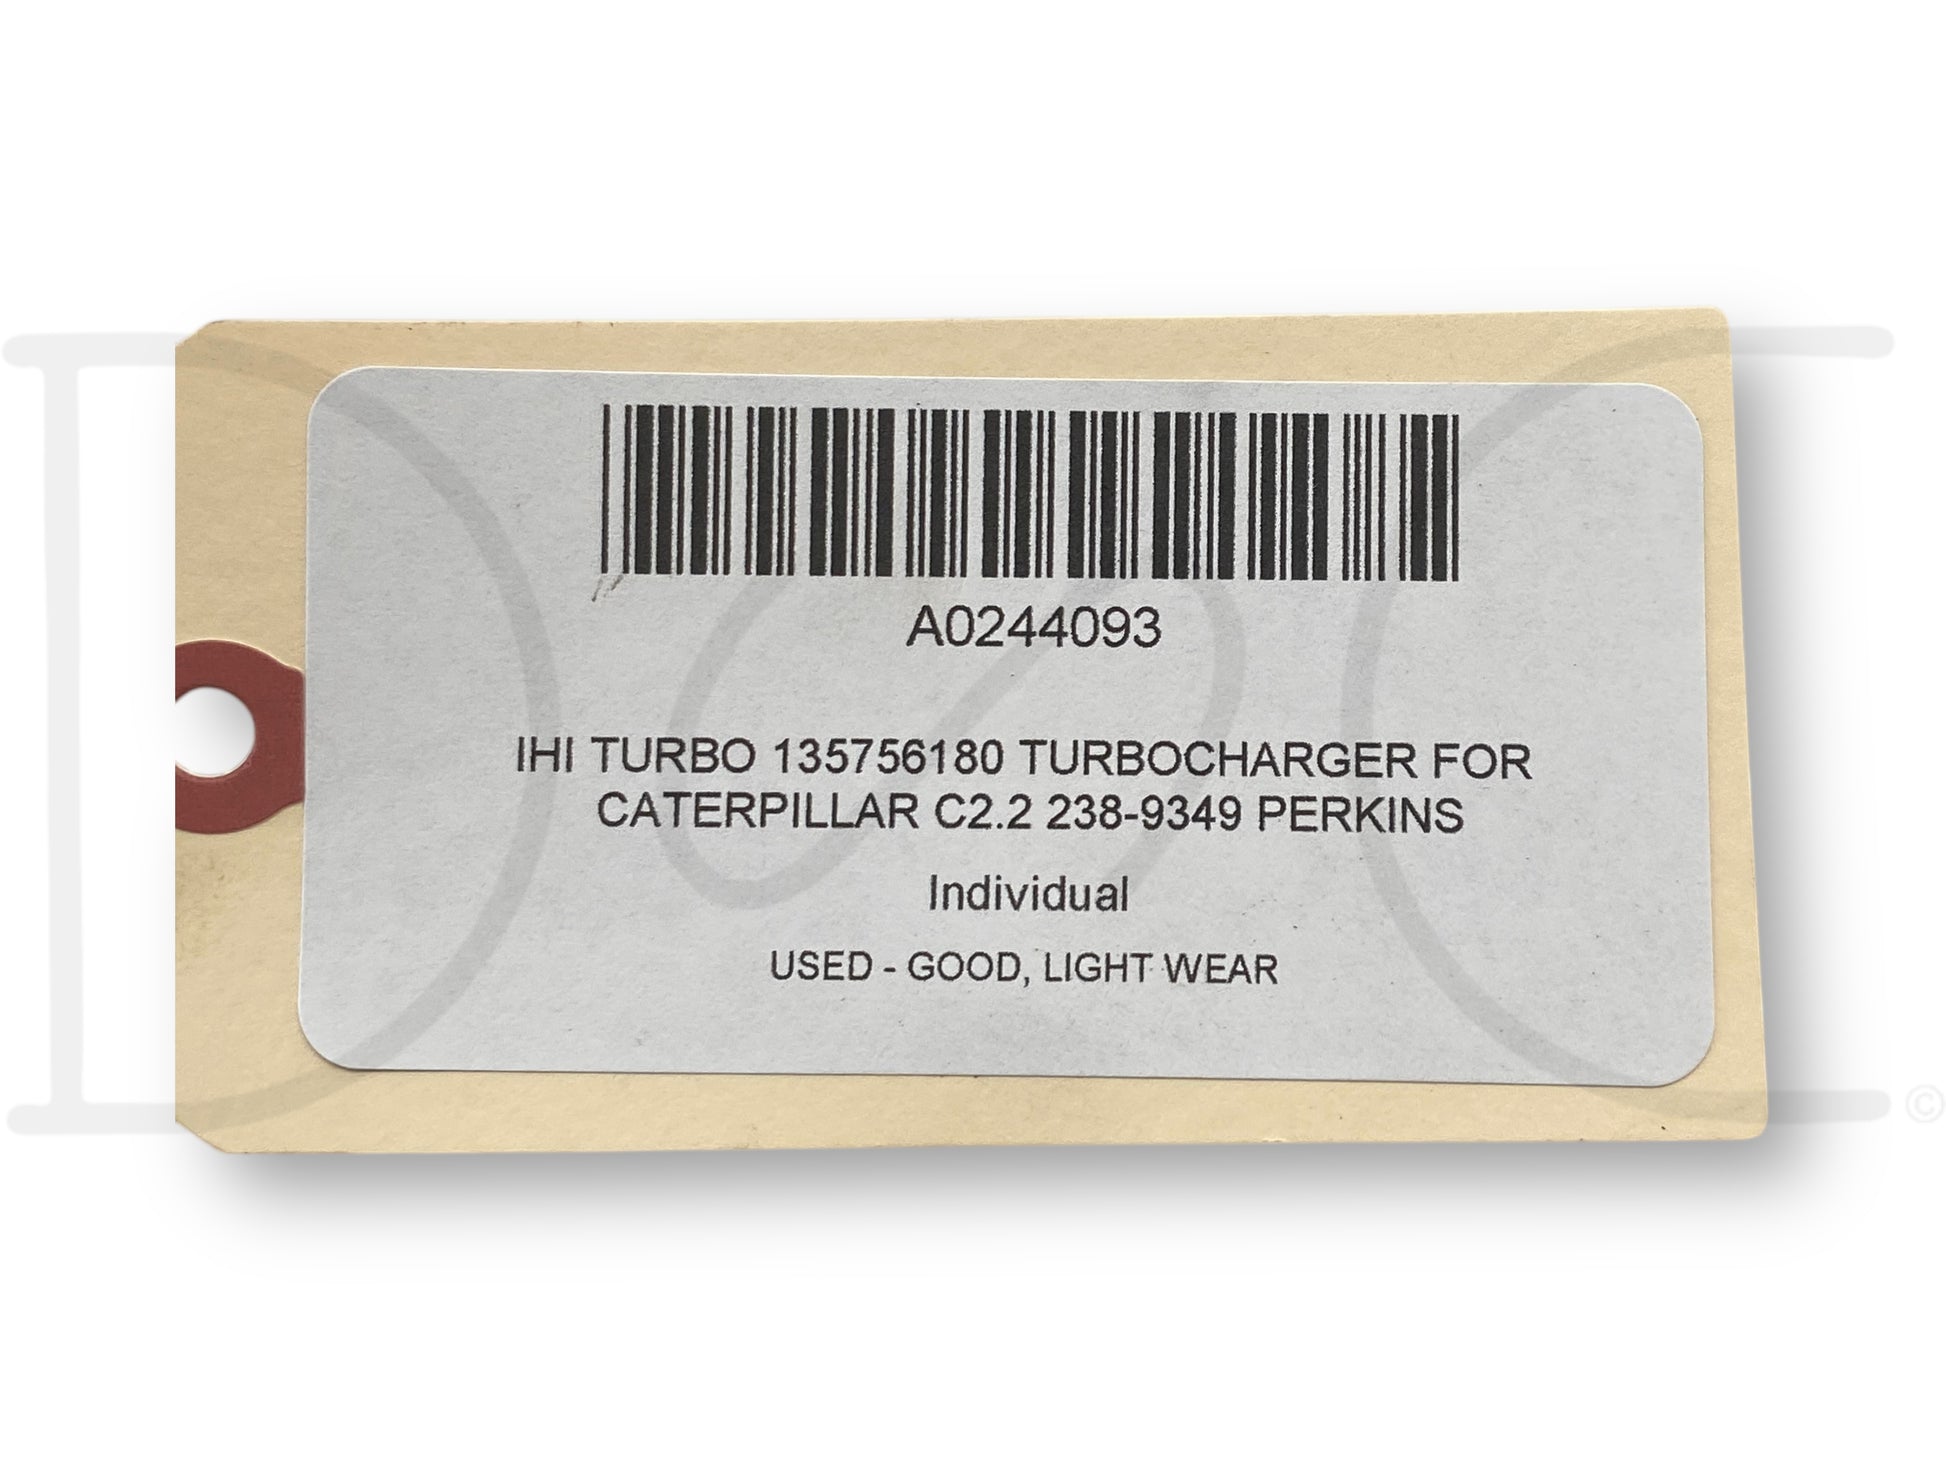 A0244093
IHI TURBO 135756180 TURBOCHARGER FOR
CATERPILLAR C2.2 238-9349 PERKINS
Individual
USED - GOOD, LIGHT WEAR
©